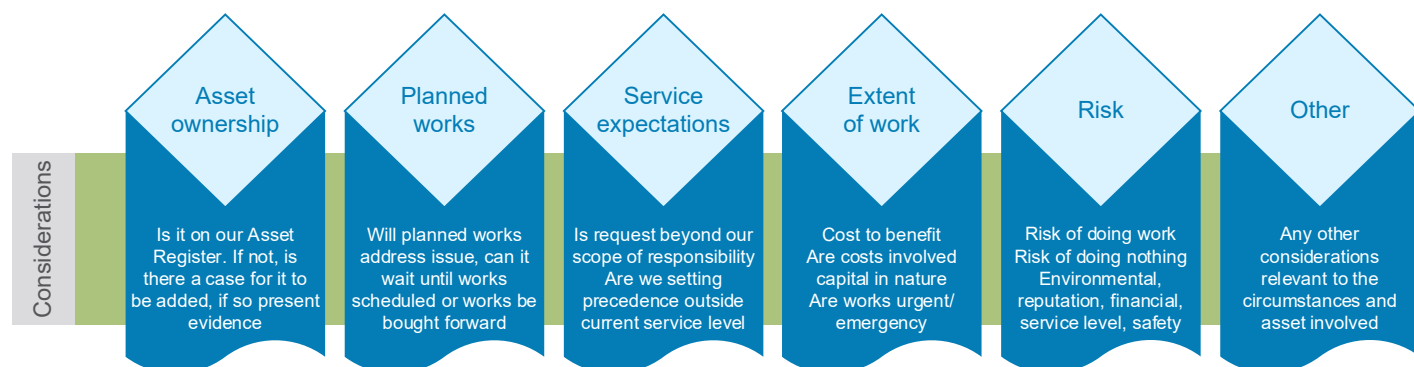 Considerations
Asset
ownership
Is it on our Asset
Register. If not, is
there a case for it to
be added, if so present
evidence
Planned
works
Will planned works
address issue, can it
wait until works
scheduled or works be
bought forward
Service
expectations
Is request beyond our
scope of responsibility
Are we setting
precedence outside
current service level
Extent
of work
Cost to benefit
Are costs involved
capital in nature
Are works urgent/
emergency
Risk
Risk of doing work
Risk of doing nothing
Environmental,
reputation, financial,
service level, safety
Other
Any other
considerations
relevant to the
circumstances and
asset involved